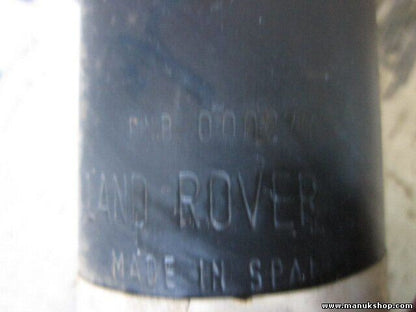 LAND ROVER
MADE IN SPAI
www.manukshop.com